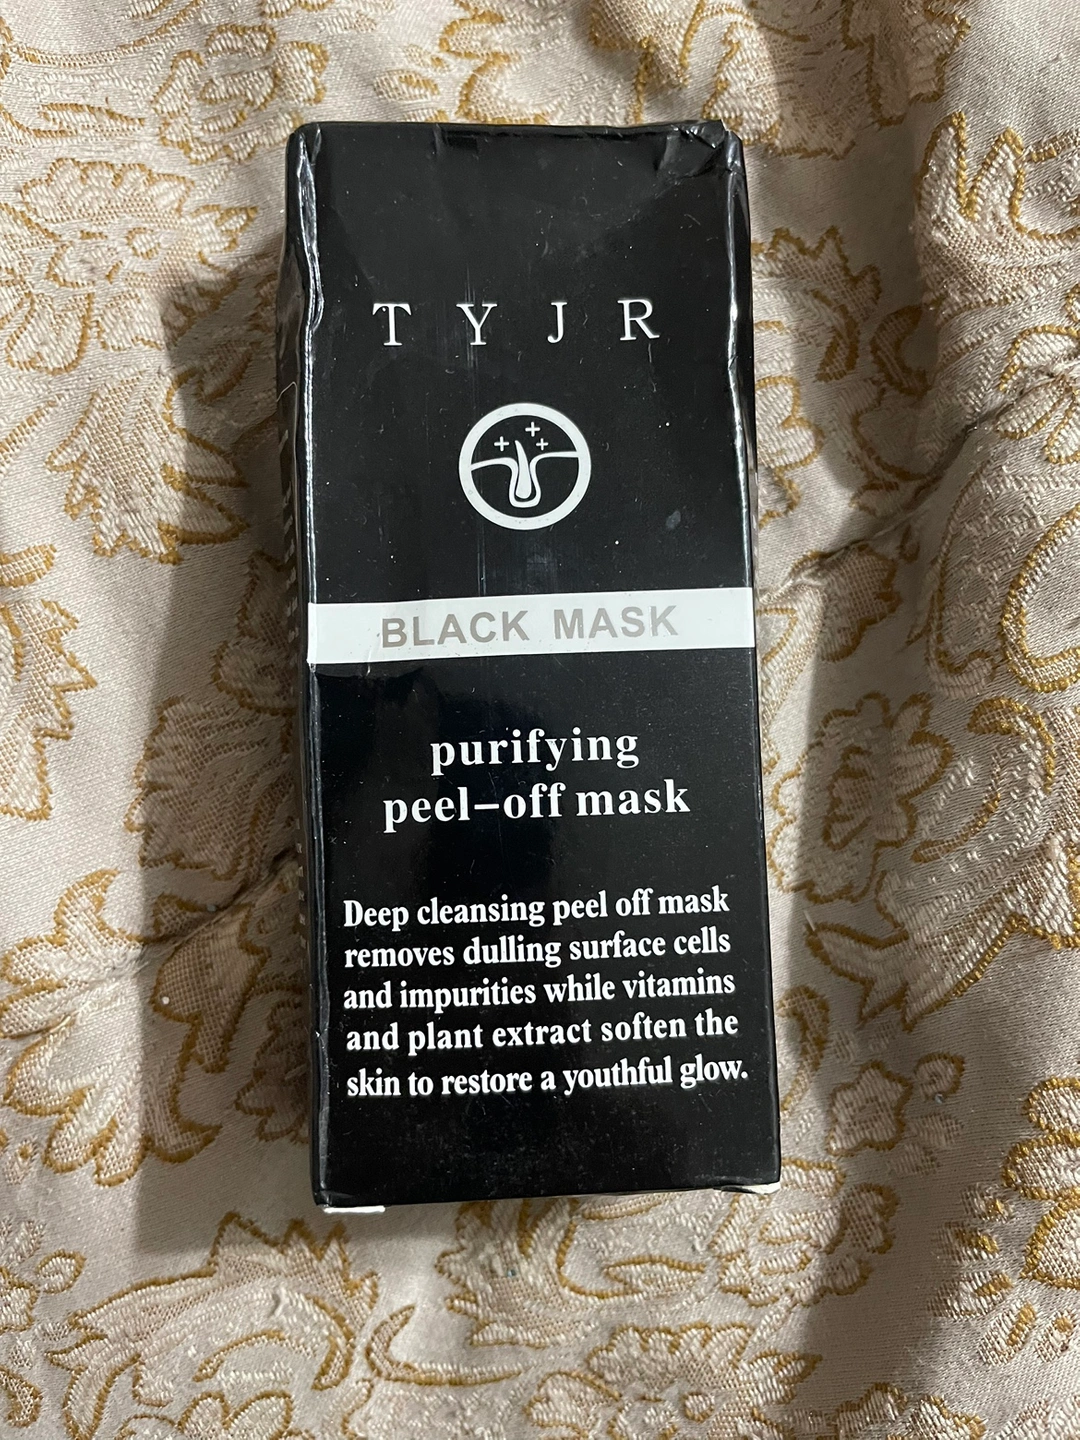 T Y J R
BLACK MASK
purifying
peel-off mask
Deep cleansing peel off mask
removes dulling surface cells
and impurities while vitamins
and plant extract soften the
skin to restore a youthful glow.